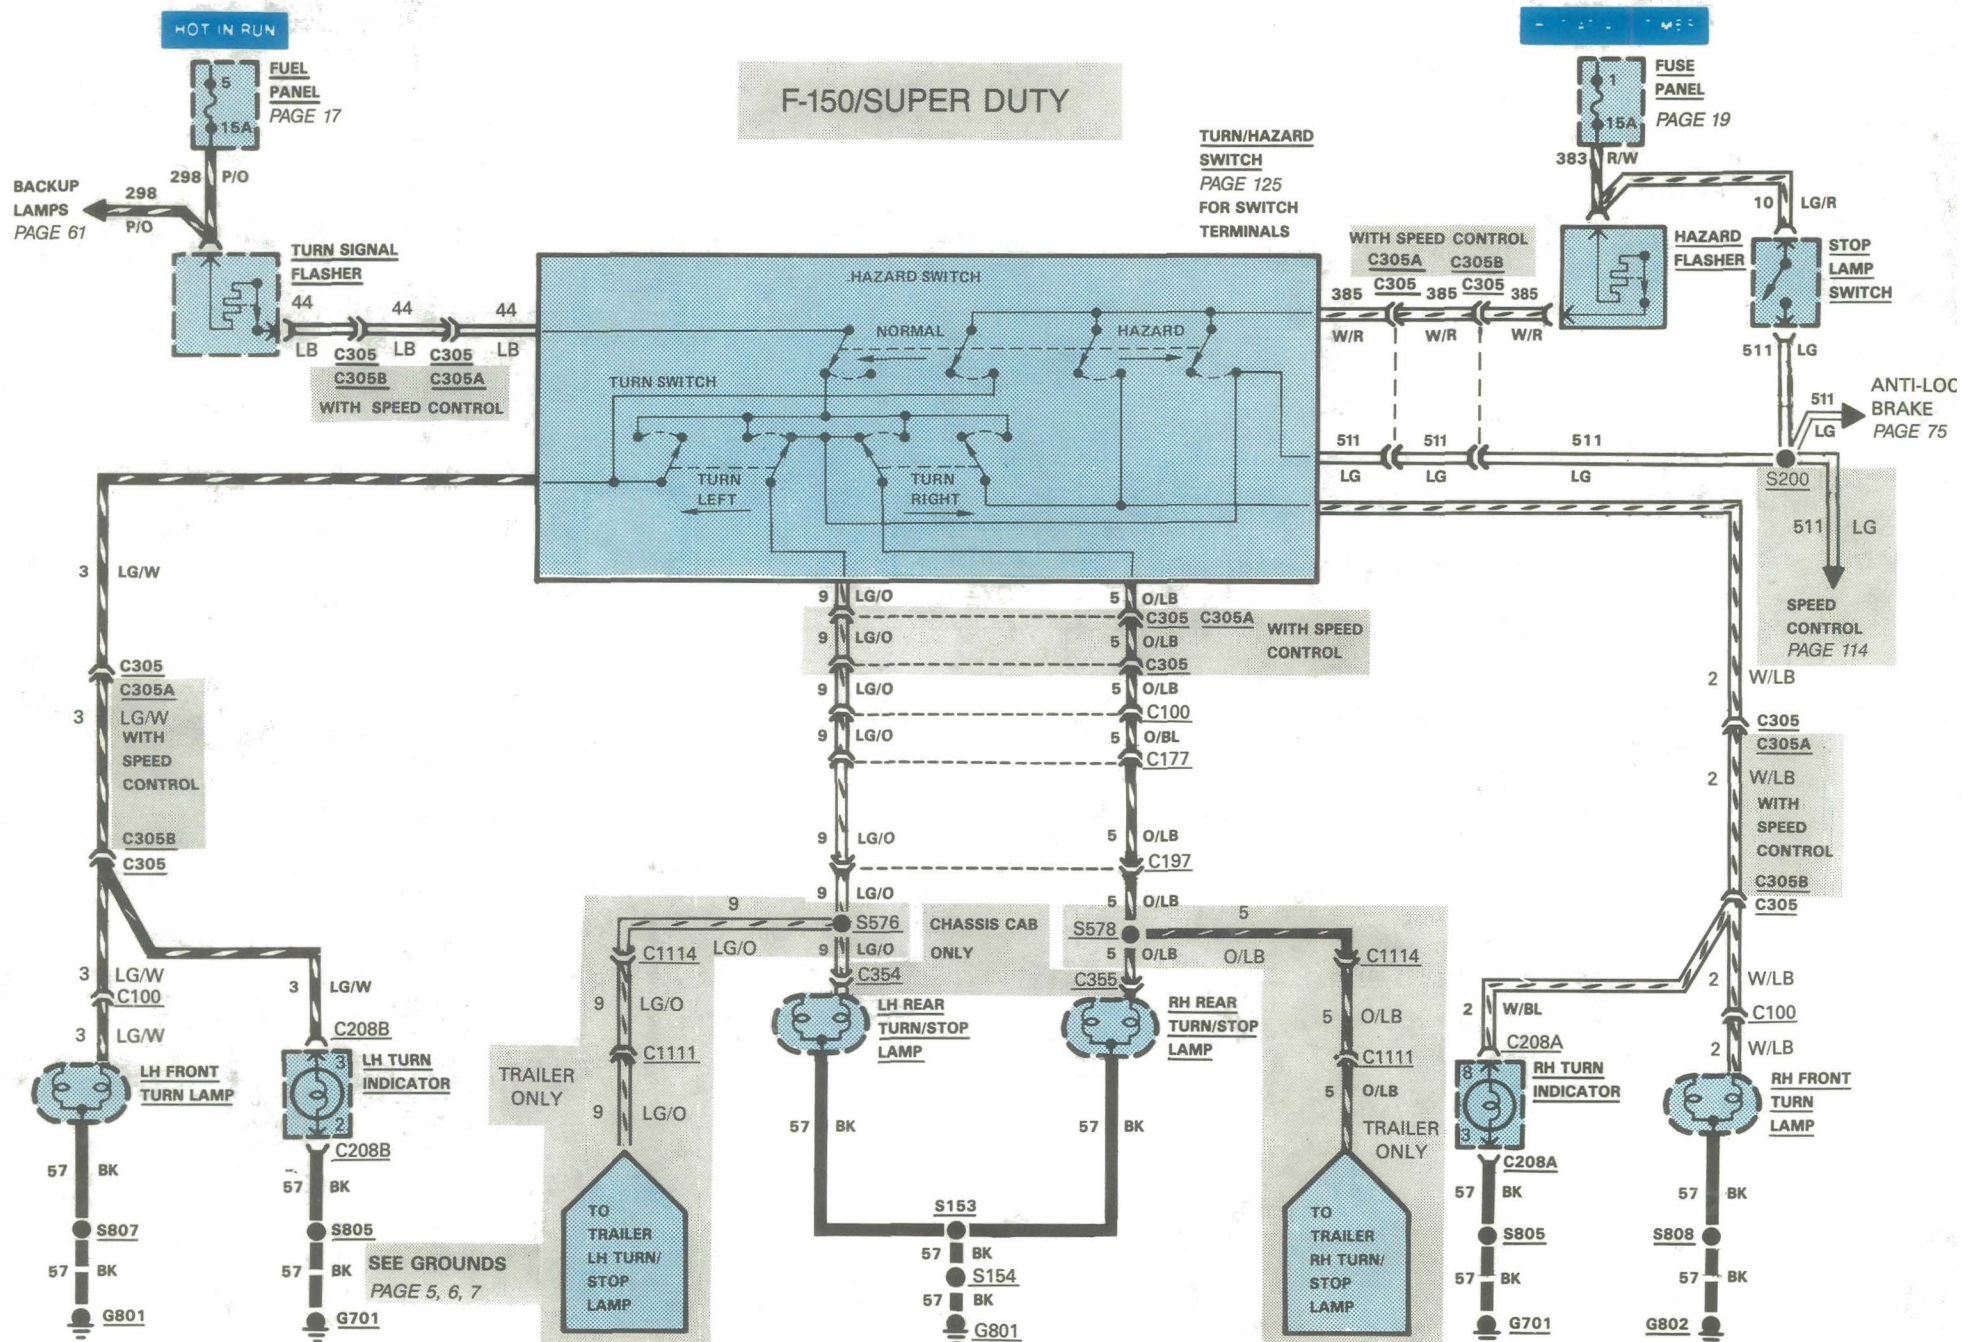 HOT IN RUN
5
15A
FUEL
PANEL
PAGE 17
298
P/O
BACKUP
LAMPS
PAGE 61
298
P/O
TURN SIGNAL
FLASHER
44
44
44
LB
LB
LB
C305
C305
C305B
C305A
WITH SPEED CONTROL
F-150/SUPER DUTY
TURN/HAZARD
SWITCH
PAGE 125
FOR SWITCH
TERMINALS
1
15A
FUSE
PANEL
PAGE 19
383
R/W
10
LG/R
HAZARD
FLASHER
STOP
LAMP
SWITCH
WITH SPEED CONTROL
C305A
C305B
C305
C305
385
385
385
W/R
W/R
W/R
HAZARD SWITCH
NORMAL
HAZARD
TURN SWITCH
TURN
LEFT
TURN
RIGHT
511
LG
511
LG
ANTI-LOC
BRAKE
PAGE 75
511
511
511
LG
LG
LG
S200
511
LG
SPEED
CONTROL
PAGE 114
3
LG/W
C305
C305A
3
LG/W
WITH
SPEED
CONTROL
C305B
C305
3
LG/W
C100
3
LG/W
3
LG/W
C208B
3
2
LH TURN
INDICATOR
C208B
LH FRONT
TURN LAMP
57
BK
S807
57
BK
G801
57
BK
S805
57
BK
G701
SEE GROUNDS
PAGE 5, 6, 7
9
LG/O
5
O/LB
C305 C305A
WITH SPEED
CONTROL
9
LG/O
5
O/LB
C305
9
LG/O
5
O/LB
C100
9
LG/O
5
O/BL
C177
9
LG/O
5
O/LB
C197
9
LG/O
5
O/LB
9
S576
LG/O
CHASSIS CAB
ONLY
S578
5
O/LB
9
LG/O
5
O/LB
C354
C355
C1114
9
LG/O
C1111
TRAILER
ONLY
9
LG/O
TO
TRAILER
LH TURN/
STOP
LAMP
LH REAR
TURN/STOP
LAMP
RH REAR
TURN/STOP
LAMP
57
BK
57
BK
S153
57
BK
S154
57
BK
G801
C1114
5
O/LB
C1111
5
O/LB
TRAILER
ONLY
TO
TRAILER
RH TURN/
STOP
LAMP
2
W/LB
C305
C305A
2
W/LB
WITH
SPEED
CONTROL
C305B
C305
2
W/LB
C100
2
W/LB
2
W/BL
C208A
8
3
RH TURN
INDICATOR
C208A
RH FRONT
TURN
LAMP
57
BK
S805
57
BK
G701
57
BK
S808
57
BK
G802